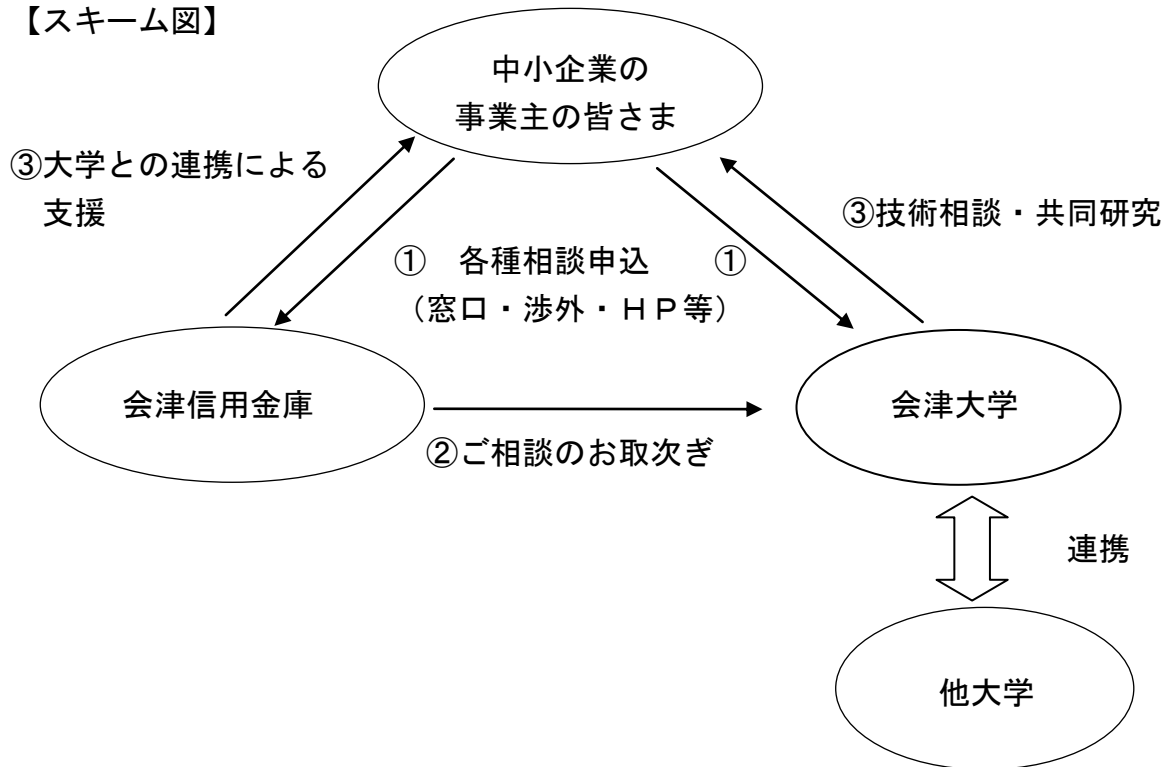 【スキーム図】
中小企業の
事業主の皆さま
③大学との連携による
支援
③技術相談・共同研究
①　各種相談申込　　①
（窓口・渉外・ＨＰ等）
会津信用金庫
会津大学
②ご相談のお取次ぎ
連携
他大学